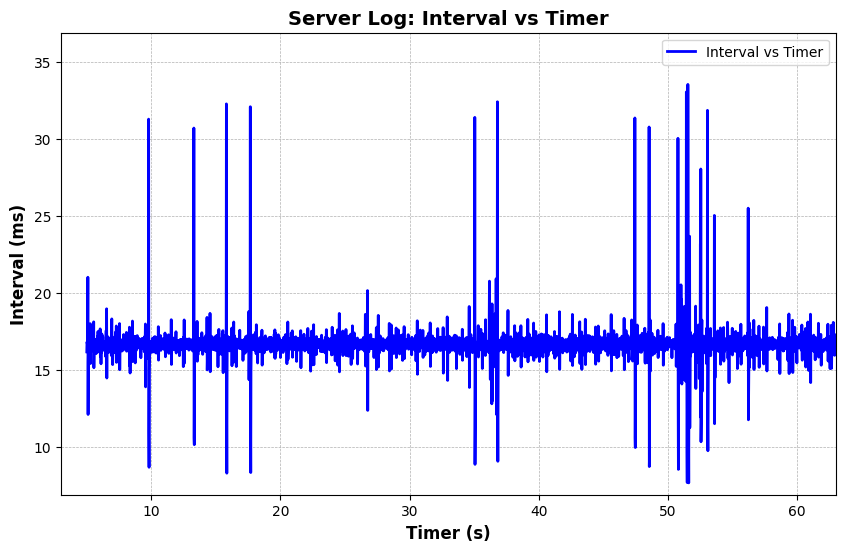 Server Log: Interval vs Timer
Interval vs Timer
35
30
25
20
15
10
Interval (ms)
10 20 30 40 50 60
Timer (s)